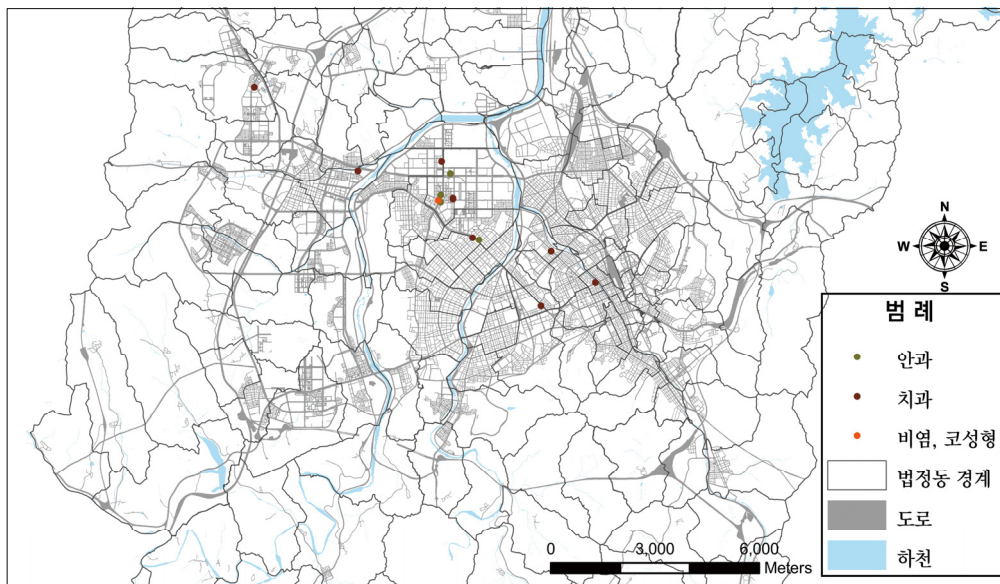 N
W E
S
범 례
안과
치과
비염, 코성형
법정동 경계
도로
하천
0 3,000 6,000
Meters